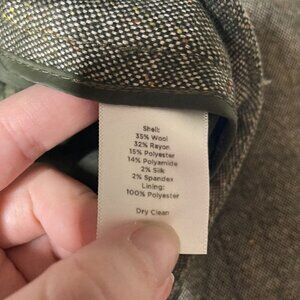 Shell:
35% Wool
32% Rayon
15% Polyester
14% Polyamide
2% Silk
2% Spandex
Lining:
100% Polyester
Dry Clean